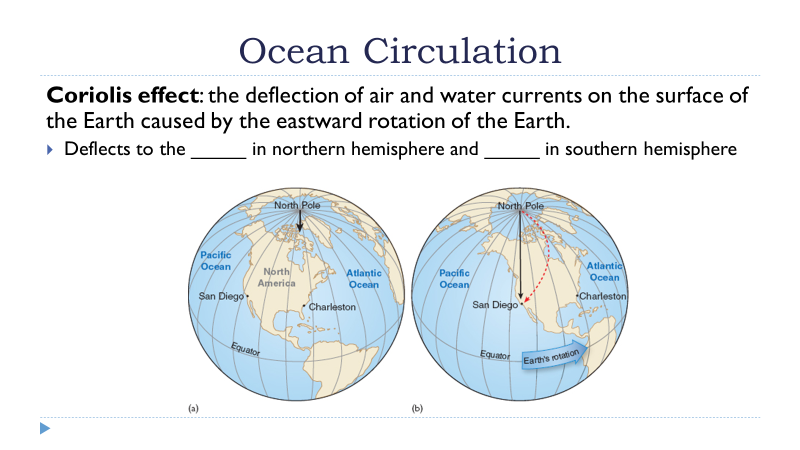 Ocean Circulation
Coriolis effect: the deflection of air and water currents on the surface of
the Earth caused by the eastward rotation of the Earth.
Deflects to the _____ in northern hemisphere and _____ in southern hemisphere
North Pole
Pacific
Ocean
North
America
Atlantic
Ocean
San Diego
Charleston
Equator
(a)
North Pole
Pacific
Ocean
Atlantic
Ocean
San Diego
Charleston
Equator
Earth's rotation
(b)